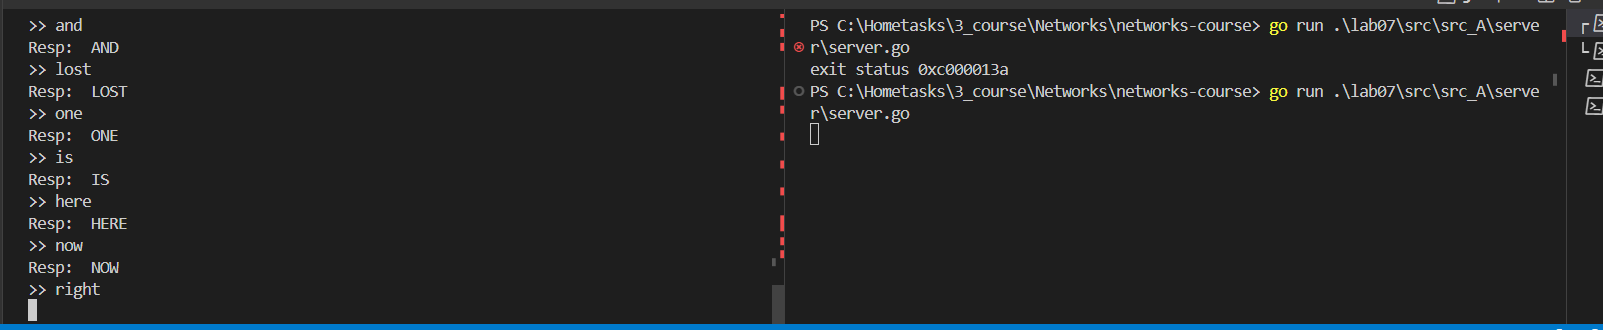 >> and
Resp:  AND
>> lost
Resp:  LOST
>> one
Resp:  ONE
>> is
Resp:  IS
>> here
Resp:  HERE
>> now
Resp:  NOW
>> right
PS C:\Hometasks\3_course\Networks\networks-course> go run .\lab07\src\src_A\serve
r\server.go
exit status 0xc000013a
PS C:\Hometasks\3_course\Networks\networks-course> go run .\lab07\src\src_A\serve
r\server.go